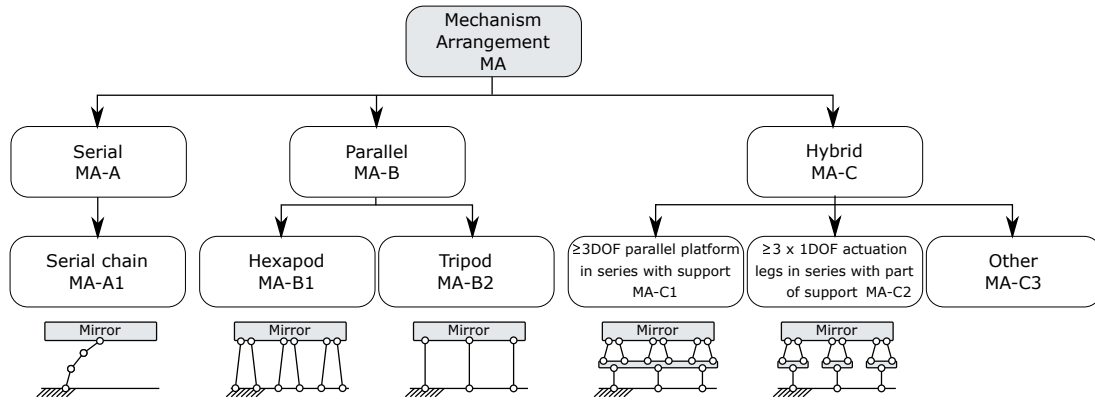 Mechanism
Arrangement
MA
Serial
MA-A
Parallel
MA-B
Hybrid
MA-C
Serial chain
MA-A1
Hexapod
MA-B1
Tripod
MA-B2
≥3DOF parallel platform
in series with support
MA-C1
≥3 x 1DOF actuation
legs in series with part
of support MA-C2
Other
MA-C3
Mirror
Mirror
Mirror
Mirror
Mirror